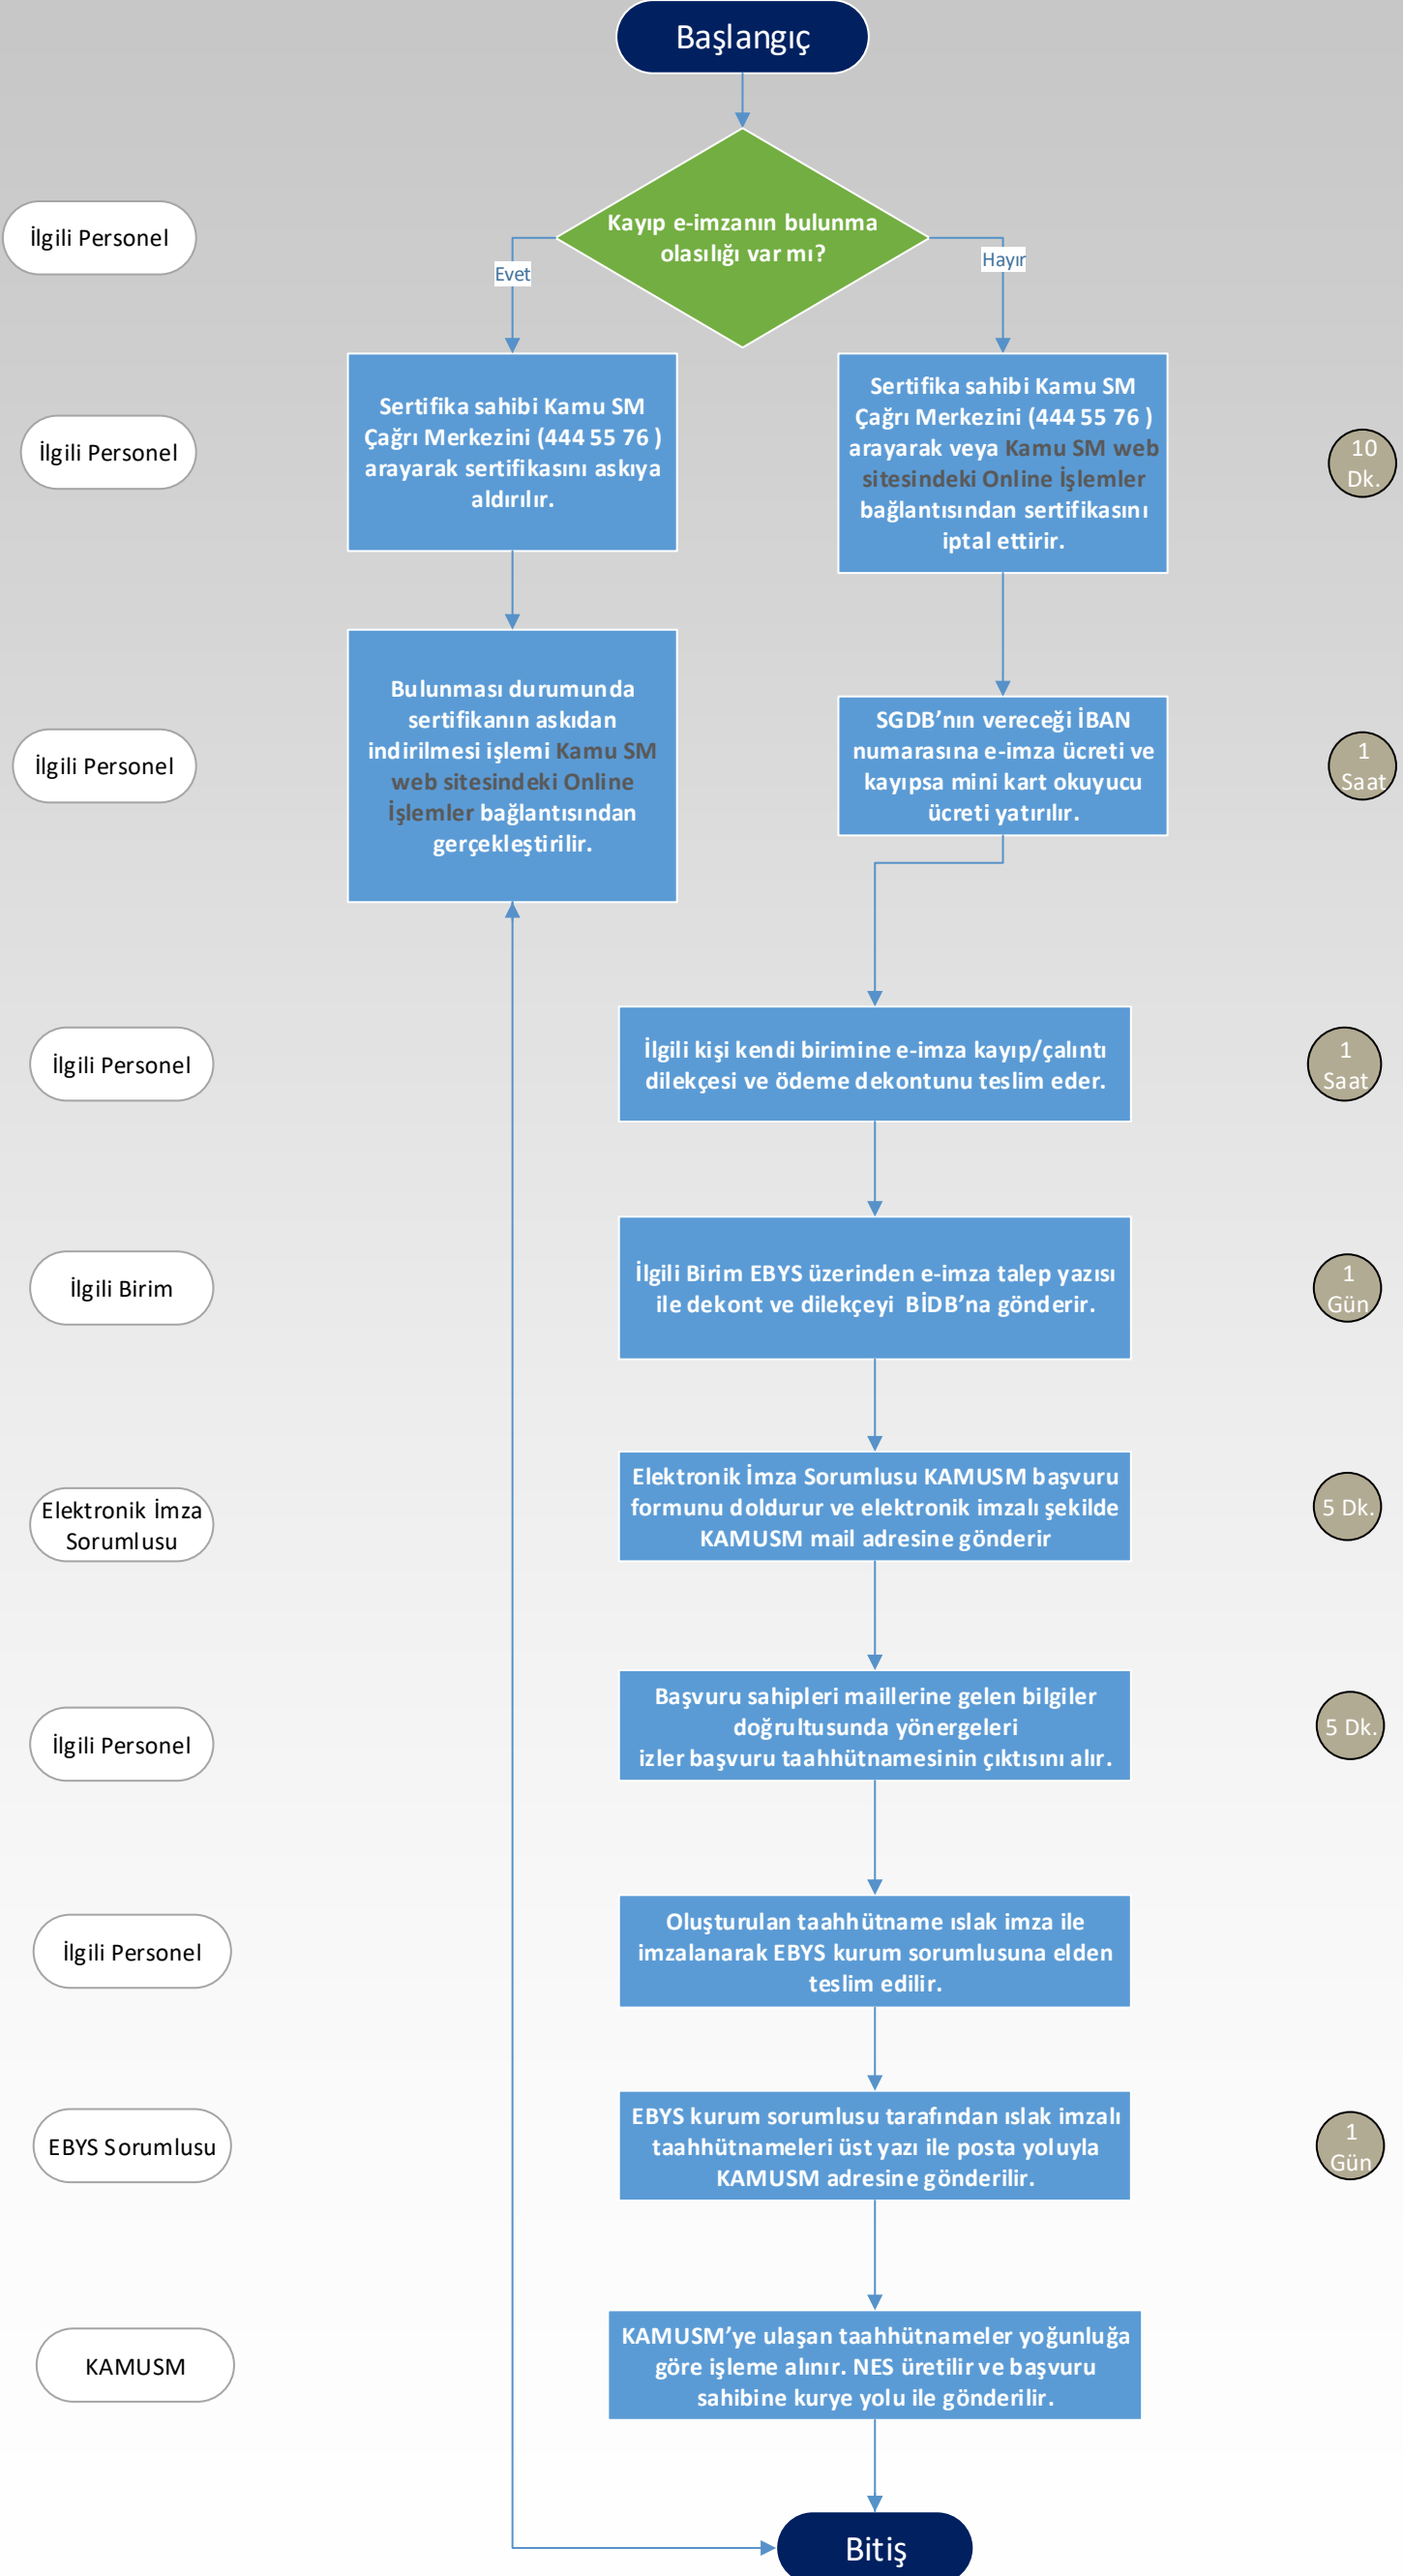 Başlangıç
İlgili Personel
Kayıp e-imzanın bulunma
olasılığı var mı?
Evet
Hayır
İlgili Personel
Sertifika sahibi Kamu SM
Çağrı Merkezini (444 55 76 )
arayarak sertifikasını askıya
aldırılır.
Sertifika sahibi Kamu SM
Çağrı Merkezini (444 55 76 )
arayarak veya Kamu SM web
sitesindeki Online İşlemler
bağlantısından sertifikasını
iptal ettirir.
10
Dk.
İlgili Personel
Bulunması durumunda
sertifikanın askıdan
indirilmesi işlemi Kamu SM
web sitesindeki Online
İşlemler bağlantısından
gerçekleştirilir.
SGDB’nın vereceği İBAN
numarasına e-imza ücreti ve
kayıpsa mini kart okuyucu
ücreti yatırılır.
1
Saat
İlgili Personel
İlgili kişi kendi birimine e-imza kayıp/çalıntı
dilekçesi ve ödeme dekontunu teslim eder.
1
Saat
İlgili Birim
İlgili Birim EBYS üzerinden e-imza talep yazısı
ile dekont ve dilekçeyi BİDB’na gönderir.
1
Gün
Elektronik İmza
Sorumlusu
Elektronik İmza Sorumlusu KAMUSM başvuru
formunu doldurur ve elektronik imzalı şekilde
KAMUSM mail adresine gönderir
5 Dk.
İlgili Personel
Başvuru sahipleri maillerine gelen bilgiler
doğrultusunda yönergeleri
izler başvuru taahhütnamesinin çıktısını alır.
5 Dk.
İlgili Personel
Oluşturulan taahhütname ıslak imza ile
imzalanarak EBYS kurum sorumlusuna elden
teslim edilir.
EBYS Sorumlusu
EBYS kurum sorumlusu tarafından ıslak imzalı
taahhütnameleri üst yazı ile posta yoluyla
KAMUSM adresine gönderilir.
1
Gün
KAMUSM
KAMUSM’ye ulaşan taahhütnameler yoğunluğa
göre işleme alınır. NES üretilir ve başvuru
sahibine kurye yolu ile gönderilir.
Bitiş